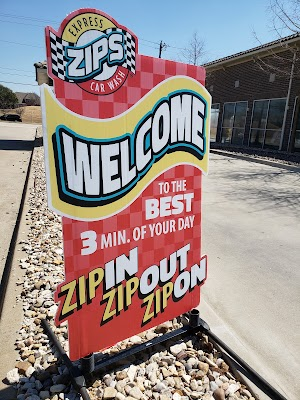 EXPRESS
ZIPS
CAR WASH
WELCOME
TO THE
BEST
3 MIN. OF YOUR DAY
ZIPIN
ZIPOUT
ZIPON